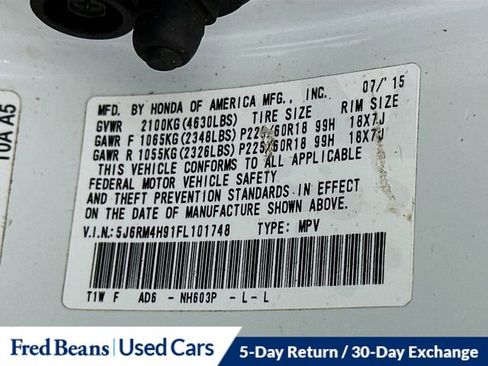 MFD. BY HONDA OF AMERICA MFG., INC. 07/'15
GVWR 2100KG(4630LBS) TIRE SIZE RIM SIZE
GAWR F 1065KG(2348LBS) P225/60R18 99H 18X7J
GAWR R 1055KG(2326LBS) P225/60R18 99H 18X7J
THIS VEHICLE CONFORMS TO ALL APPLICABLE
FEDERAL MOTOR VEHICLE SAFETY
AND THEFT PREVENTION STANDARDS IN EFFECT
ON THE DATE OF MANUFACTURE SHOWN ABOVE.
V.I.N.:5J6RM4H91FL101748 TYPE: MPV
T1W F AD6 - NH603P - L - L
10A A5
Fred Beans Used Cars 5-Day Return / 30-Day Exchange